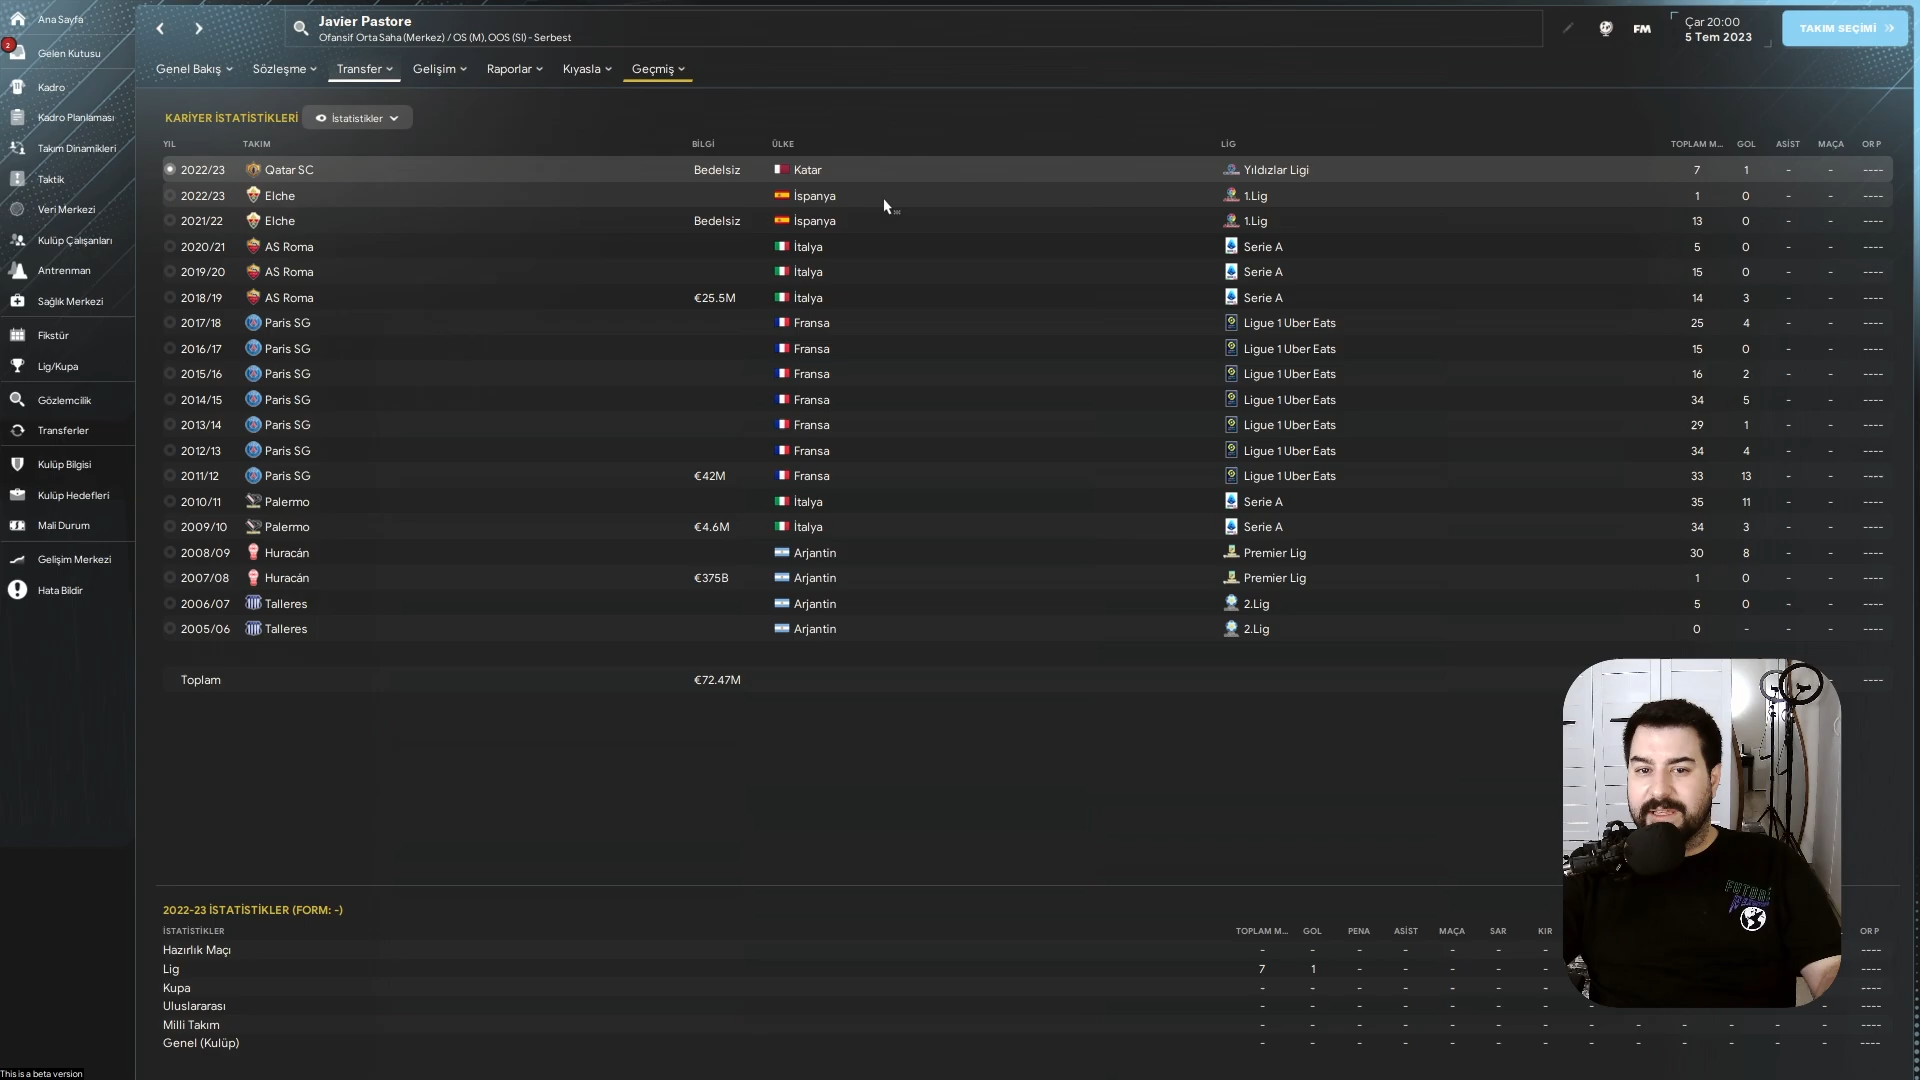 Ana Sayfa
2
Gelen Kutusu
Kadro
Kadro Planlaması
Takım Dinamikleri
Taktik
Veri Merkezi
Kulüp Çalışanları
Antrenman
Sağlık Merkezi
Fikstür
Lig/Kupa
Gözlemcilik
Transferler
Kulüp Bilgisi
Kulüp Hedefleri
Mali Durum
Gelişim Merkezi
Hata Bildir
This is a beta version
Javier Pastore
Ofansif Orta Saha (Merkez) / OS (M), OOS (Sl) - Serbest
FM
Çar 20:00
5 Tem 2023
TAKIM SEÇİMİ
Genel Bakış Sözleşme Transfer Gelişim Raporlar Kıyasla Geçmiş
KARİYER İSTATİSTİKLERİ İstatistikler
YIL TAKIM BİLGİ ÜLKE LİG TOPLAM M... GOL ASİST MAÇA OR P
2022/23 Qatar SC Bedelsiz Katar Yıldızlar Ligi 7 1 - - ----
2022/23 Elche İspanya 1.Lig 1 0 - - ----
2021/22 Elche Bedelsiz İspanya 1.Lig 13 0 - - ----
2020/21 AS Roma İtalya Serie A 5 0 - - ----
2019/20 AS Roma İtalya Serie A 15 0 - - ----
2018/19 AS Roma €25.5M İtalya Serie A 14 3 - - ----
2017/18 Paris SG Fransa Ligue 1 Uber Eats 25 4 - - ----
2016/17 Paris SG Fransa Ligue 1 Uber Eats 15 0 - - ----
2015/16 Paris SG Fransa Ligue 1 Uber Eats 16 2 - - ----
2014/15 Paris SG Fransa Ligue 1 Uber Eats 34 5 - - ----
2013/14 Paris SG Fransa Ligue 1 Uber Eats 29 1 - - ----
2012/13 Paris SG Fransa Ligue 1 Uber Eats 34 4 - - ----
2011/12 Paris SG €42M Fransa Ligue 1 Uber Eats 33 13 - - ----
2010/11 Palermo İtalya Serie A 35 11 - - ----
2009/10 Palermo €4.6M İtalya Serie A 34 3 - - ----
2008/09 Huracán Arjantin Premier Lig 30 8 - - ----
2007/08 Huracán €375B Arjantin Premier Lig 1 0 - - ----
2006/07 Talleres Arjantin 2.Lig 5 0 - - ----
2005/06 Talleres Arjantin 2.Lig 0 - - - ----
Toplam €72.47M - ----
2022-23 İSTATİSTİKLER (FORM: -)
İSTATİSTİKLER TOPLAM M... GOL PENA ASİST MAÇA SAR KIR OR P
Hazırlık Maçı - - - - - - - ----
Lig 7 1 - - - - - ----
Kupa - - - - - - - ----
Uluslararası - - - - - - - ----
Milli Takım - - - - - - - - - - - - - ----
Genel (Kulüp) - - - - - - - - - - - - - ----